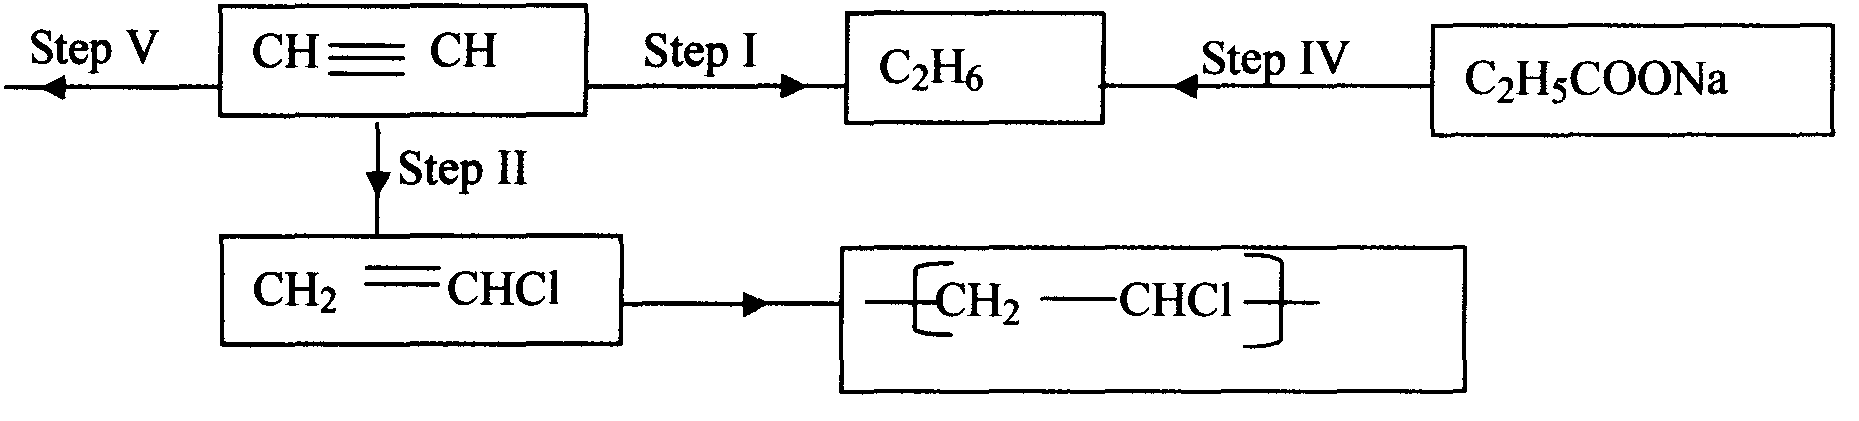 Step V
CH≡CH
Step I
C₂H₆
Step IV
C₂H₅COONa
Step II
CH₂=CHCl
—[CH₂—CHCl]—